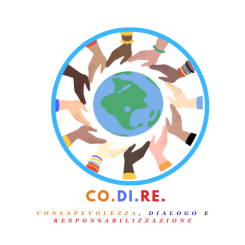 CO.DI.RE.
CONSAPEVOLEZZA, DIALOGO E
RESPONSABILIZZAZIONE